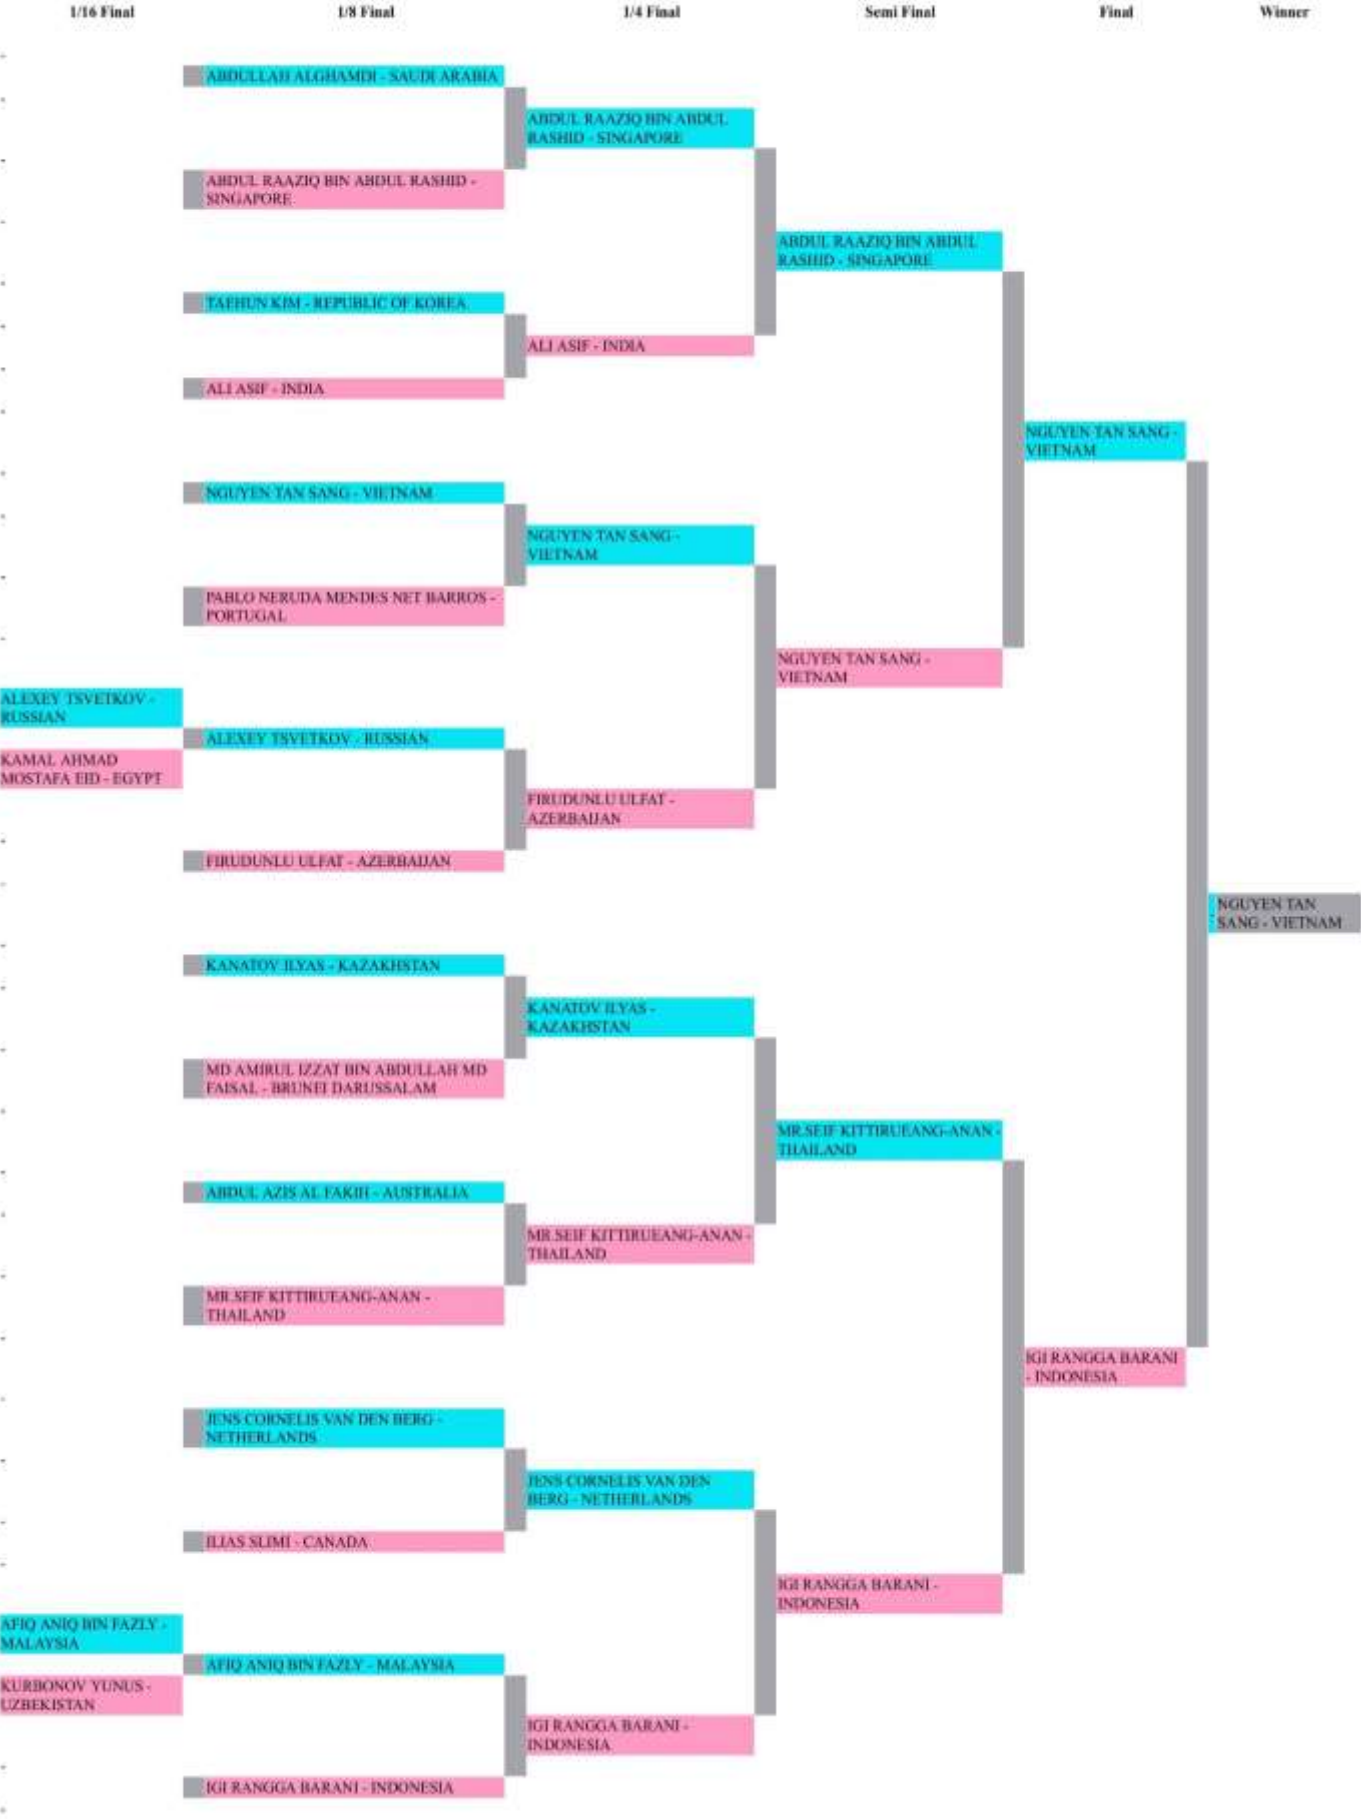 1/16 Final
1/8 Final
1/4 Final
Semi Final
Final
Winner
ABDULLAH ALGHAMDI - SAUDI ARABIA
ABDUL RAAZIQ BIN ABDUL
RASHID - SINGAPORE
ABDUL RAAZIQ BIN ABDUL RASHID -
SINGAPORE
ABDUL RAAZIQ BIN ABDUL
RASHID - SINGAPORE
TAEHUN KIM - REPUBLIC OF KOREA
ALI ASIF - INDIA
ALI ASIF - INDIA
NGUYEN TAN SANG -
VIETNAM
NGUYEN TAN SANG - VIETNAM
NGUYEN TAN SANG -
VIETNAM
PABLO NERUDA MENDES NET BARROS -
PORTUGAL
NGUYEN TAN SANG -
VIETNAM
ALEXEY TSVETKOV -
RUSSIAN
ALEXEY TSVETKOV - RUSSIAN
KAMAL AHMAD
MOSTAFA EID - EGYPT
FIRUDUNLU ULFAT -
AZERBAIJAN
FIRUDUNLU ULFAT - AZERBAIJAN
NGUYEN TAN
SANG - VIETNAM
KANATOV ILYAS - KAZAKHSTAN
KANATOV ILYAS -
KAZAKHSTAN
MD AMIRUL IZZAT BIN ABDULLAH MD
FAISAL - BRUNEI DARUSSALAM
MR.SEIF KITTIRUEANG-ANAN -
THAILAND
ABDUL AZIS AL FAKIH - AUSTRALIA
MR.SEIF KITTIRUEANG-ANAN -
THAILAND
MR.SEIF KITTIRUEANG-ANAN -
THAILAND
IGI RANGGA BARANI
- INDONESIA
JENS CORNELIS VAN DEN BERG -
NETHERLANDS
JENS CORNELIS VAN DEN
BERG - NETHERLANDS
ILIAS SLIMI - CANADA
IGI RANGGA BARANI -
INDONESIA
AFIQ ANIQ BIN FAZLY -
MALAYSIA
AFIQ ANIQ BIN FAZLY - MALAYSIA
KURBONOV YUNUS -
UZBEKISTAN
IGI RANGGA BARANI -
INDONESIA
IGI RANGGA BARANI - INDONESIA